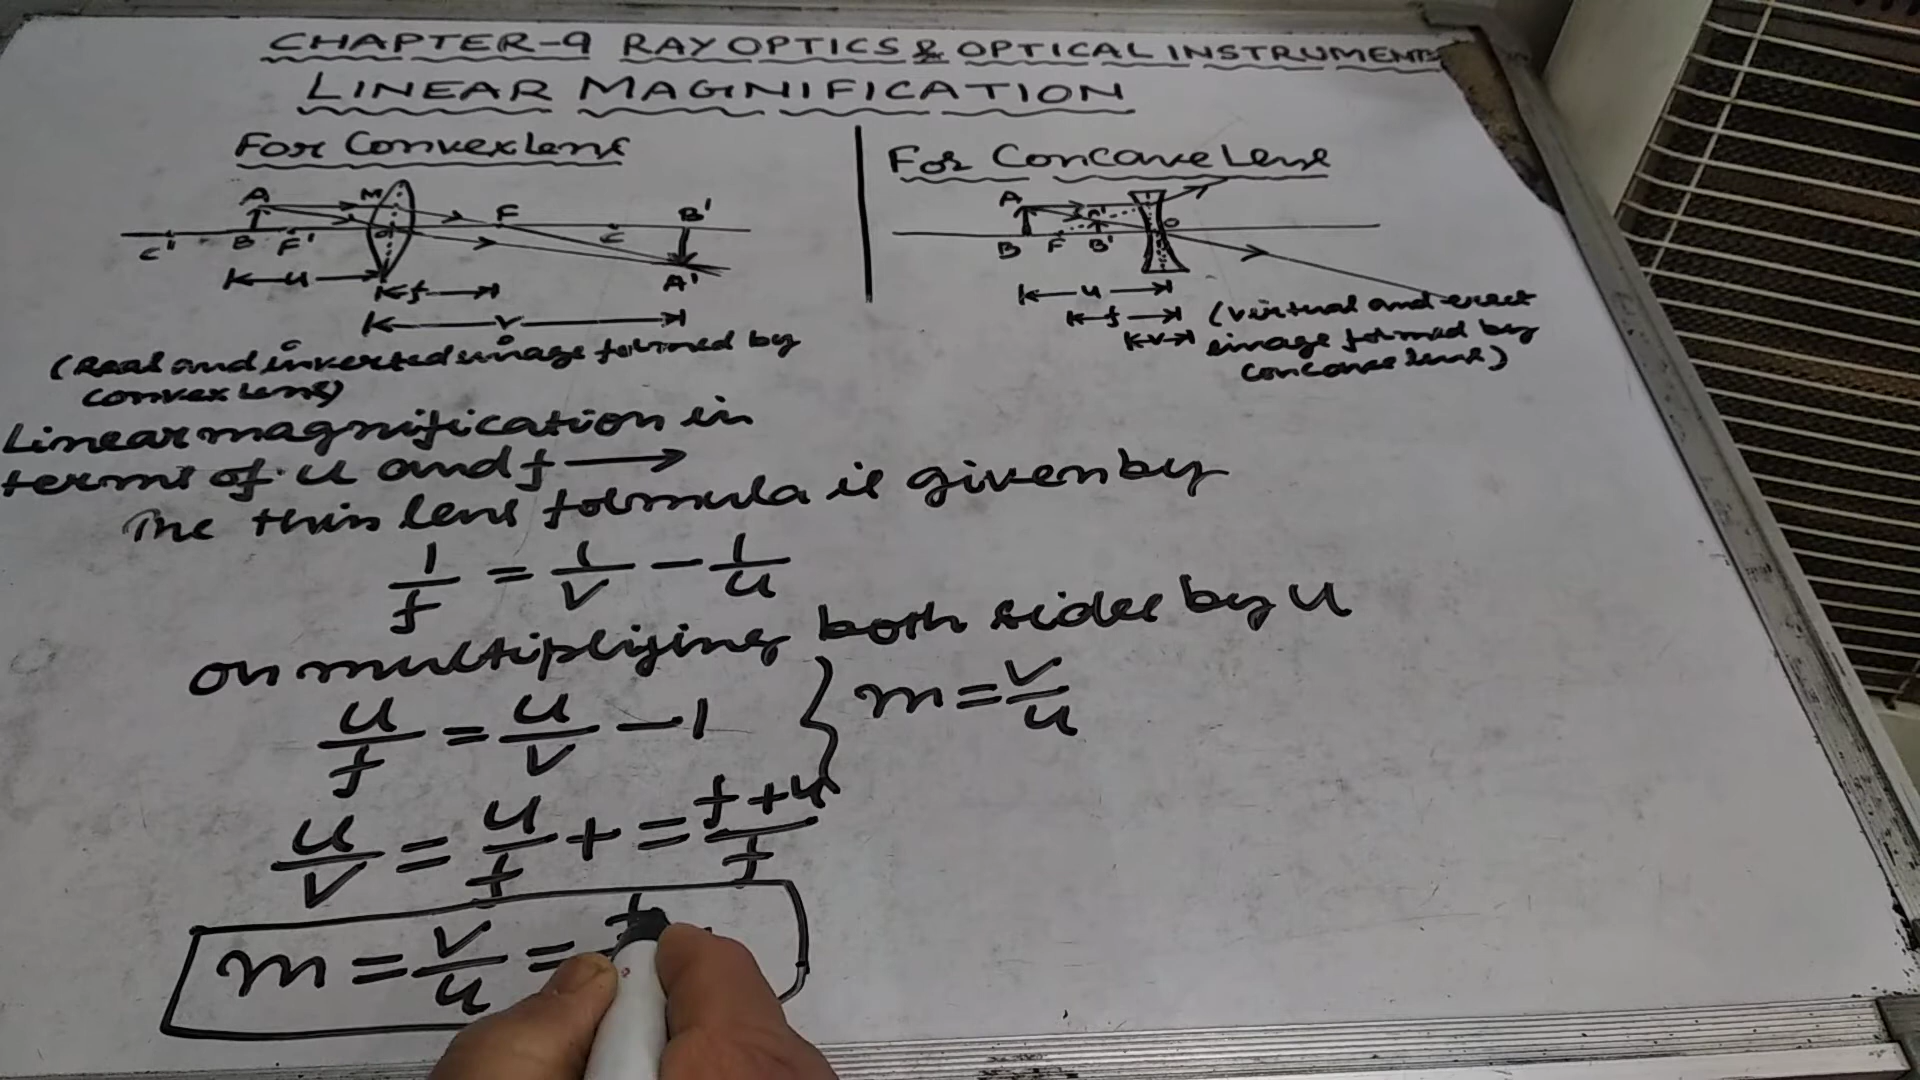 CHAPTER-9 RAY OPTICS & OPTICAL INSTRUMENTS
LINEAR MAGNIFICATION
For Convex Lens
A M F B'
C' B F' O C
A'
u
f
v
(Real and inverted image formed by
convex lens)
For Concave Lens
A A' O
B F B'
u
f
v
(virtual and erect
image formed by
concave lens)
Linear magnification in
terms of u and f →
The thin lens formula is given by
1/f = 1/v - 1/u
on multiplying both sides by u
u/f = u/v - 1 } m = v/u
u/v = u/f + = f+u/f
m = v/u = f